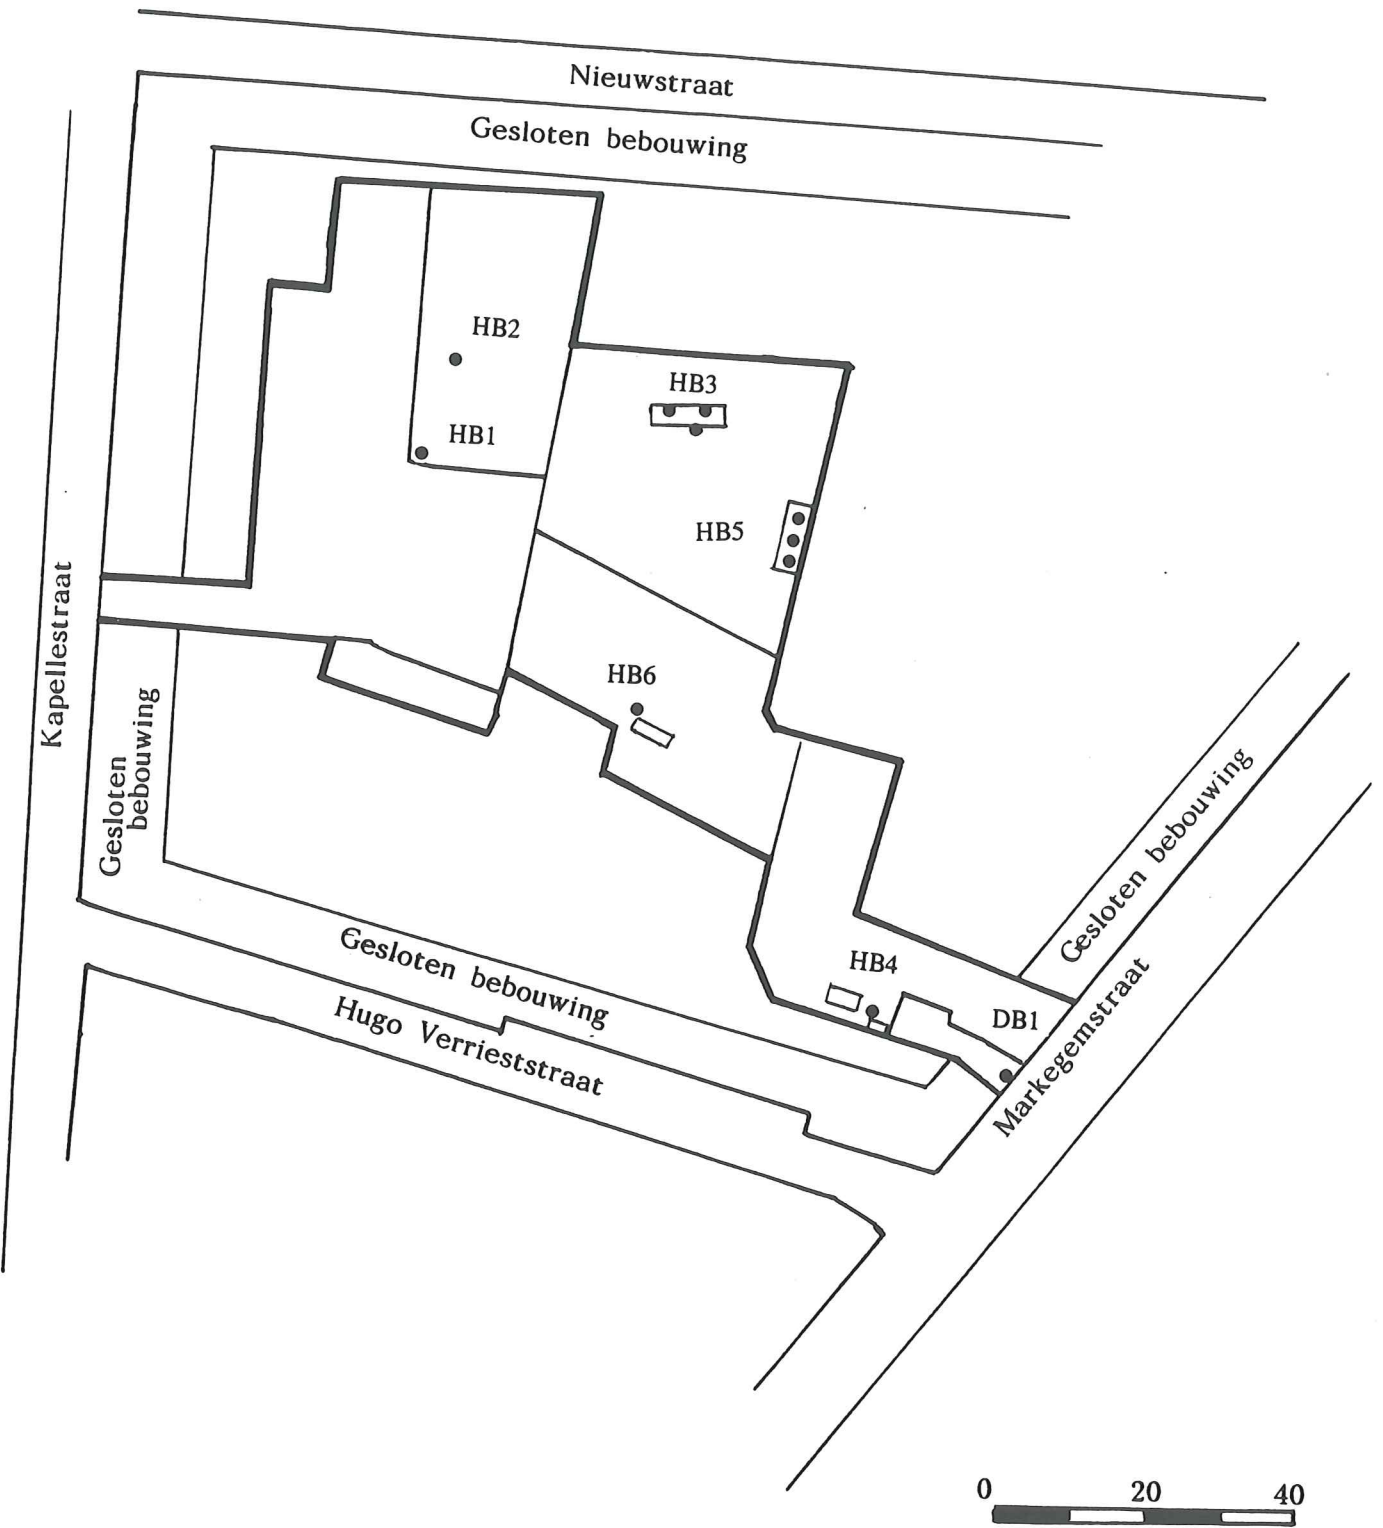 Nieuwstraat
Gesloten bebouwing
HB2
HB3
HB1
HB5
Kapellestraat
HB6
Gesloten
bebouwing
Gesloten bebouwing
Gesloten bebouwing
HB4
Hugo Verrieststraat
DB1
Markegemstraat
0 20 40